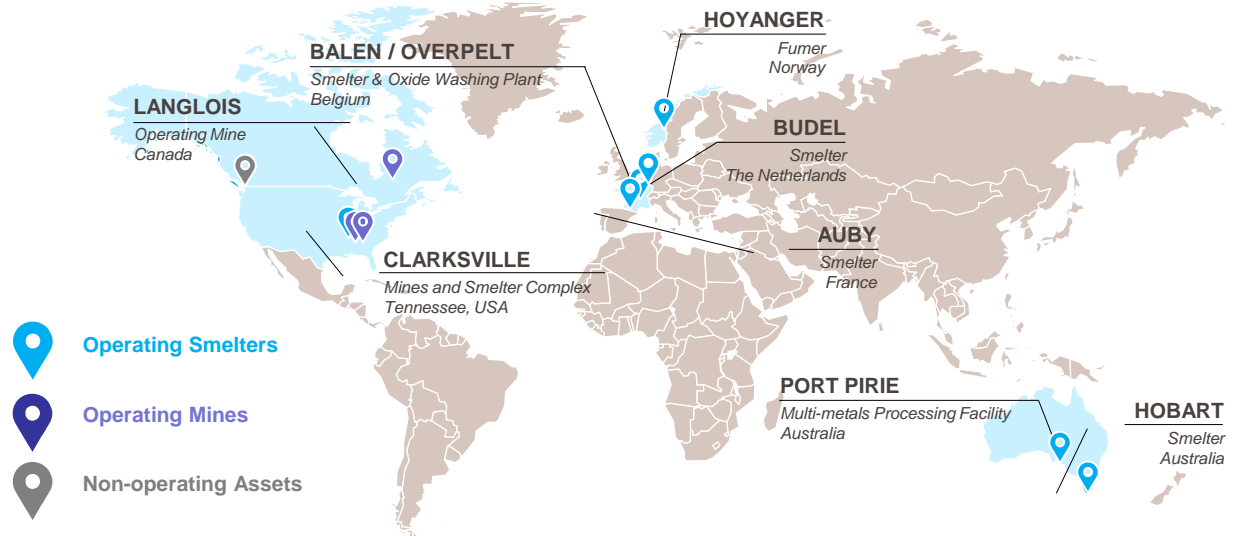 HOYANGER
Fumer
Norway
BALEN / OVERPELT
Smelter & Oxide Washing Plant
Belgium
LANGLOIS
Operating Mine
Canada
BUDEL
Smelter
The Netherlands
AUBY
Smelter
France
CLARKSVILLE
Mines and Smelter Complex
Tennessee, USA
Operating Smelters
Operating Mines
Non-operating Assets
PORT PIRIE
Multi-metals Processing Facility
Australia
HOBART
Smelter
Australia